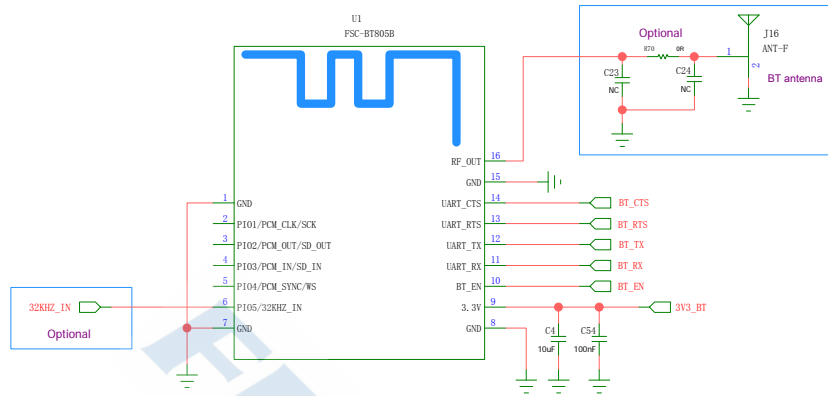 U1
FSC-BT805B
Optional
R70 0R
J16
ANT-F
1
2
BT antenna
C23
NC
C24
NC
RF_OUT 16
GND 15
1 GND
UART_CTS 14 BT_CTS
2 PIO1/PCM_CLK/SCK
UART_RTS 13 BT_RTS
3 PIO2/PCM_OUT/SD_OUT
UART_TX 12 BT_TX
4 PIO3/PCM_IN/SD_IN
UART_RX 11 BT_RX
5 PIO4/PCM_SYNC/WS
BT_EN 10 BT_EN
32KHZ_IN
6 PIO5/32KHZ_IN
3.3V 9 3V3_BT
Optional
7 GND
GND 8
C4
10uF
C54
100nF